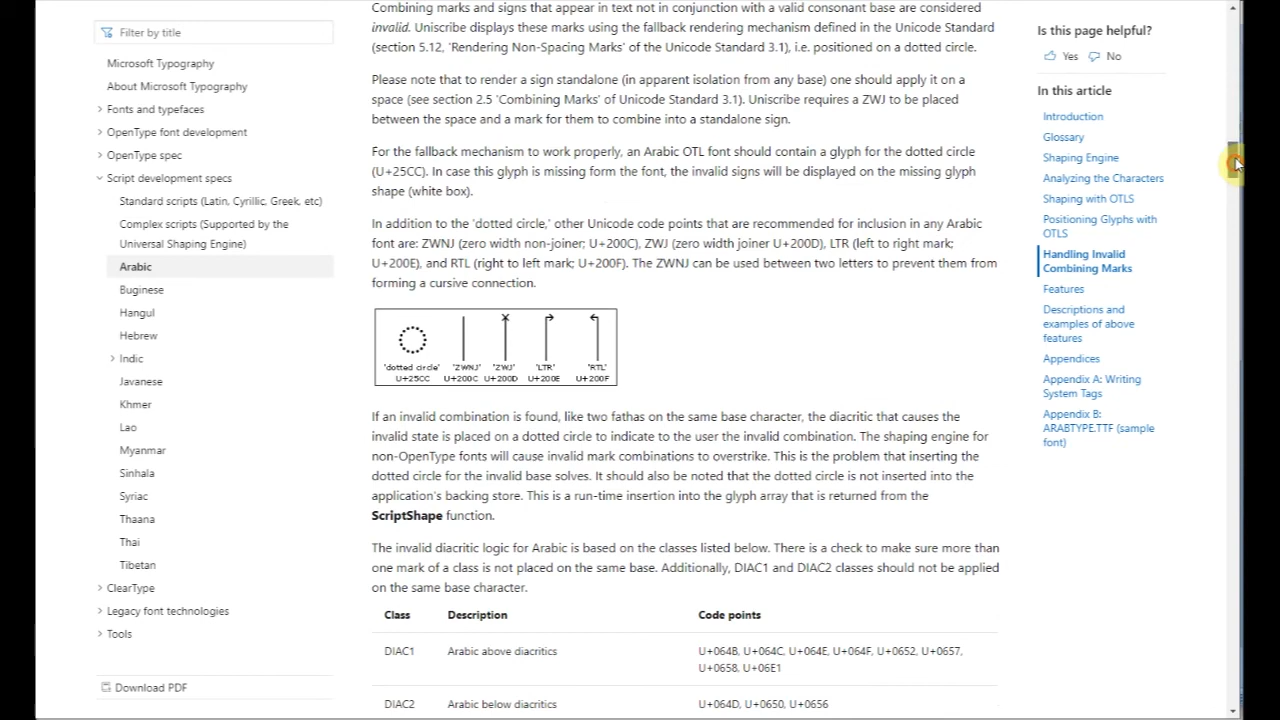 Filter by title
Microsoft Typography
About Microsoft Typography
Fonts and typefaces
OpenType font development
OpenType spec
Script development specs
Standard scripts (Latin, Cyrillic, Greek, etc)
Complex scripts (Supported by the
Universal Shaping Engine)
Arabic
Buginese
Hangul
Hebrew
Indic
Javanese
Khmer
Lao
Myanmar
Sinhala
Syriac
Thaana
Thai
Tibetan
ClearType
Legacy font technologies
Tools
Download PDF
Combining marks and signs that appear in text not in conjunction with a valid consonant base are considered
invalid. Uniscribe displays these marks using the fallback rendering mechanism defined in the Unicode Standard
(section 5.12, 'Rendering Non-Spacing Marks' of the Unicode Standard 3.1), i.e. positioned on a dotted circle.
Please note that to render a sign standalone (in apparent isolation from any base) one should apply it on a
space (see section 2.5 'Combining Marks' of Unicode Standard 3.1). Uniscribe requires a ZWJ to be placed
between the space and a mark for them to combine into a standalone sign.
For the fallback mechanism to work properly, an Arabic OTL font should contain a glyph for the dotted circle
(U+25CC). In case this glyph is missing form the font, the invalid signs will be displayed on the missing glyph
shape (white box).
In addition to the 'dotted circle,' other Unicode code points that are recommended for inclusion in any Arabic
font are: ZWNJ (zero width non-joiner; U+200C), ZWJ (zero width joiner U+200D), LTR (left to right mark;
U+200E), and RTL (right to left mark; U+200F). The ZWNJ can be used between two letters to prevent them from
forming a cursive connection.
'dotted circle' 'ZWNJ' 'ZWJ' 'LTR' 'RTL'
U+25CC U+200C U+200D U+200E U+200F
If an invalid combination is found, like two fathas on the same base character, the diacritic that causes the
invalid state is placed on a dotted circle to indicate to the user the invalid combination. The shaping engine for
non-OpenType fonts will cause invalid mark combinations to overstrike. This is the problem that inserting the
dotted circle for the invalid base solves. It should also be noted that the dotted circle is not inserted into the
application's backing store. This is a run-time insertion into the glyph array that is returned from the
ScriptShape function.
The invalid diacritic logic for Arabic is based on the classes listed below. There is a check to make sure more than
one mark of a class is not placed on the same base. Additionally, DIAC1 and DIAC2 classes should not be applied
on the same base character.
Class Description Code points
DIAC1 Arabic above diacritics U+064B, U+064C, U+064E, U+064F, U+0652, U+0657,
U+0658, U+06E1
DIAC2 Arabic below diacritics U+064D, U+0650, U+0656
Is this page helpful?
Yes No
In this article
Introduction
Glossary
Shaping Engine
Analyzing the Characters
Shaping with OTLS
Positioning Glyphs with
OTLS
Handling Invalid
Combining Marks
Features
Descriptions and
examples of above
features
Appendices
Appendix A: Writing
System Tags
Appendix B:
ARABTYPE.TTF (sample
font)